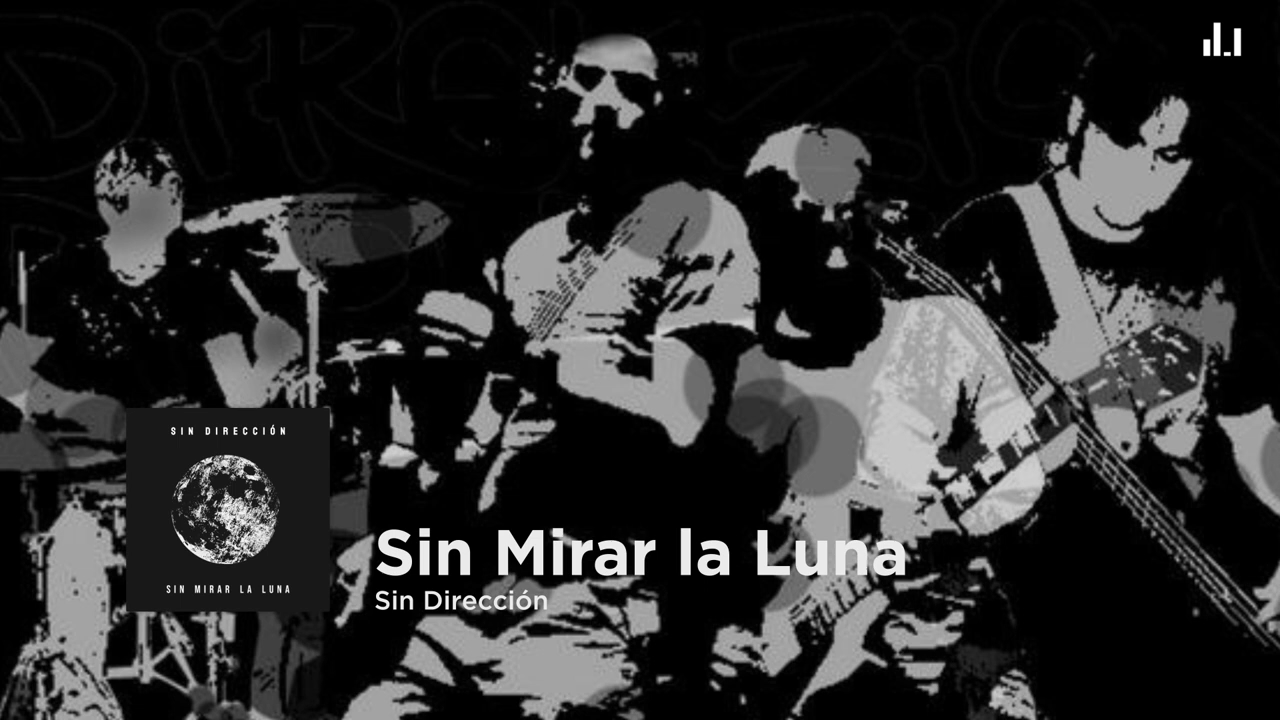 SIN DIRECCIÓN
SIN MIRAR LA LUNA
Sin Mirar la Luna
Sin Dirección